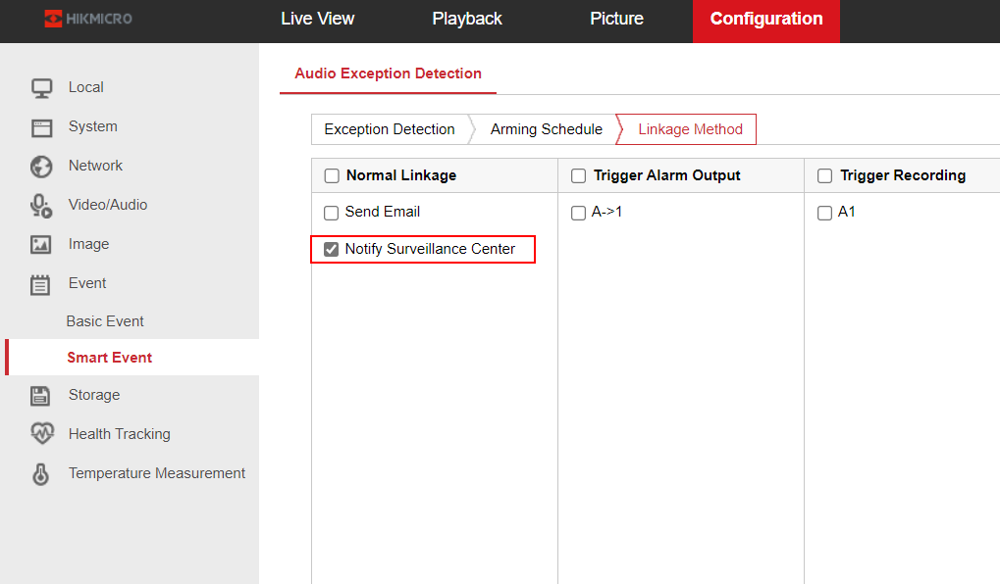 HIKMICRO Live View Playback Picture Configuration
Local
System
Network
Video/Audio
Image
Event
Basic Event
Smart Event
Storage
Health Tracking
Temperature Measurement
Audio Exception Detection
Exception Detection Arming Schedule Linkage Method
Normal Linkage Trigger Alarm Output Trigger Recording
Send Email A->1 A1
Notify Surveillance Center